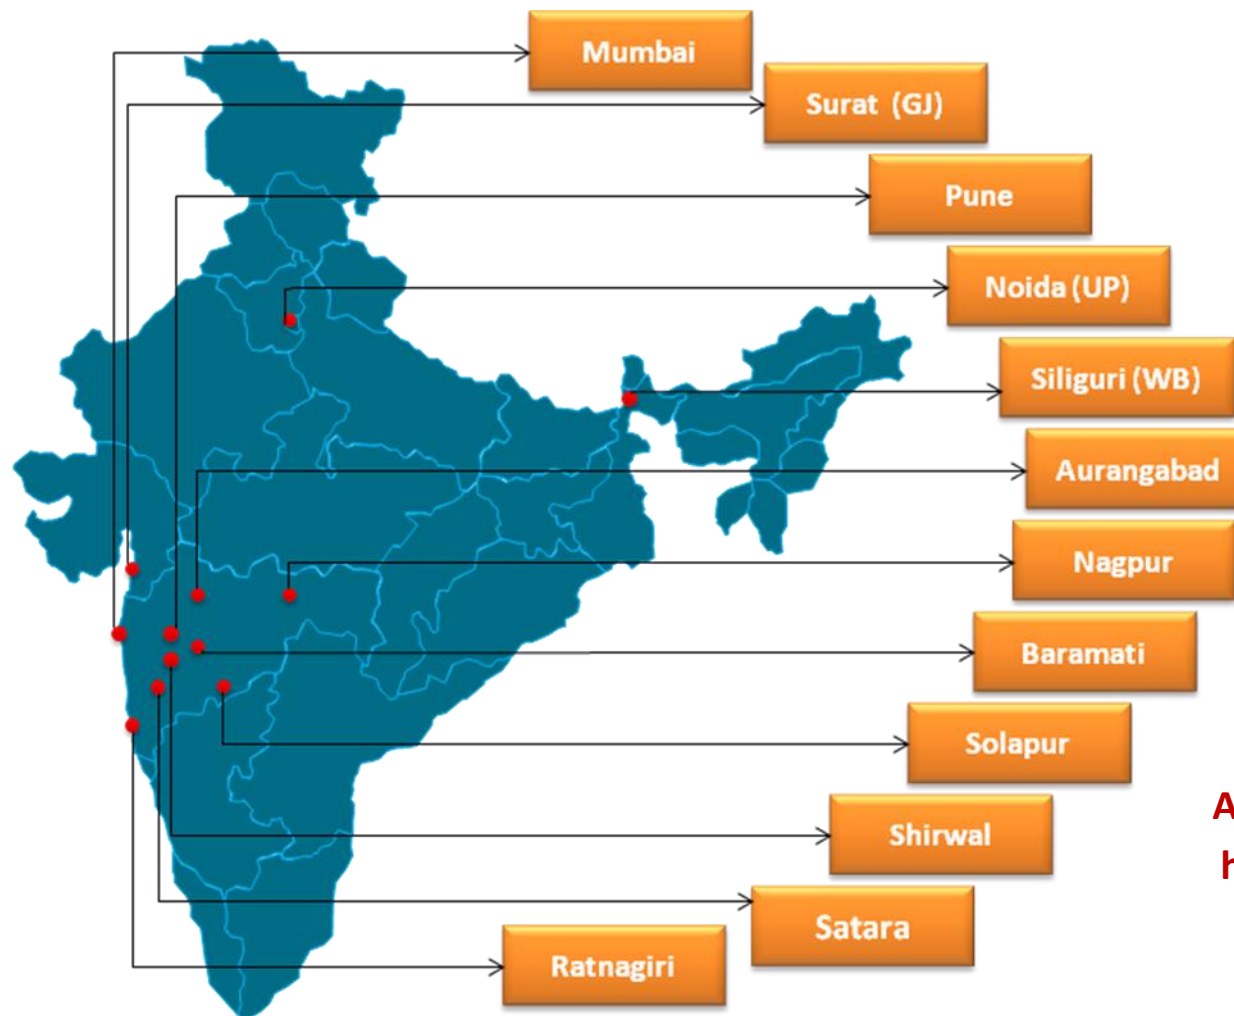 Mumbai
Surat (GJ)
Pune
Noida (UP)
Siliguri (WB)
Aurangabad
Nagpur
Baramati
Solapur
Shirwal
Satara
Ratnagiri